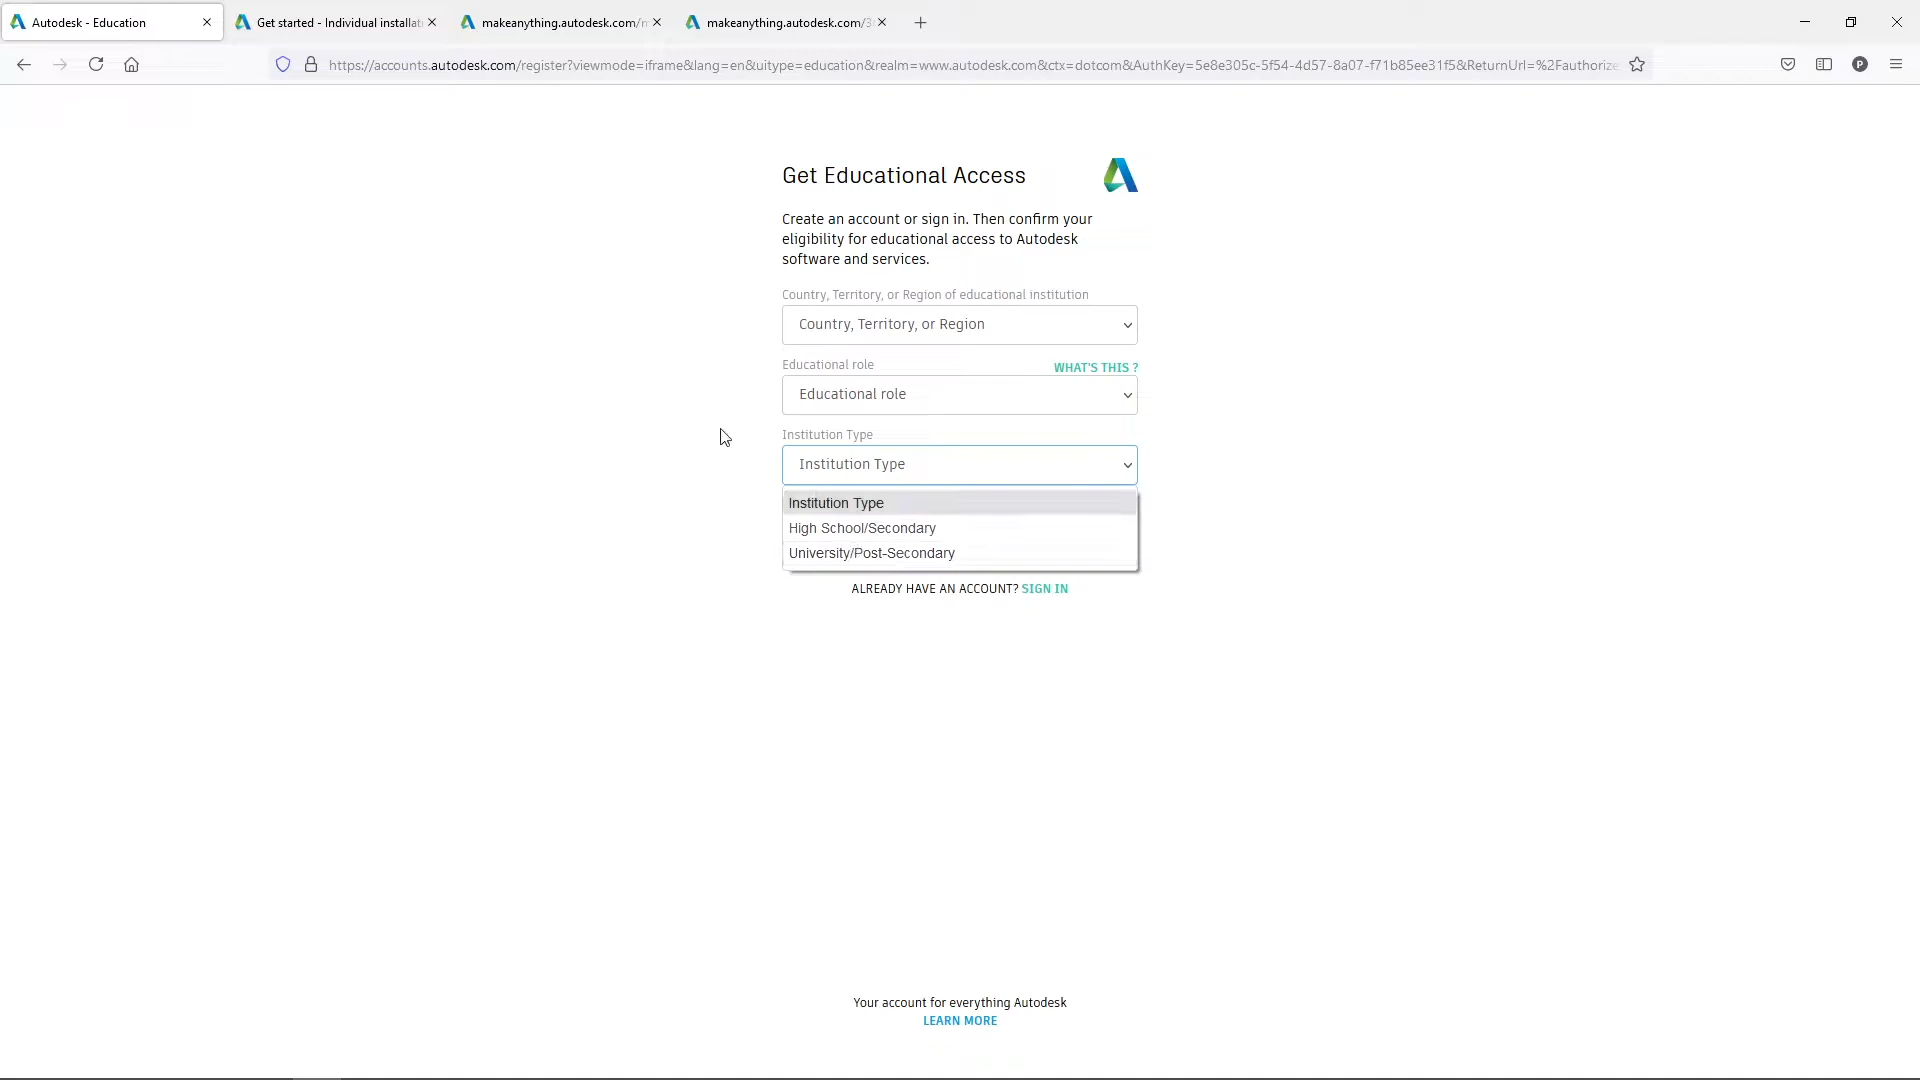 Autodesk - Education
Get started - Individual installat
makeanything.autodesk.com/
makeanything.autodesk.com/3
https://accounts.autodesk.com/register?viewmode=iframe&lang=en&uitype=education&realm=www.autodesk.com&ctx=dotcom&AuthKey=5e8e305c-5f54-4d57-8a07-f71b85ee31f5&ReturnUrl=%2Fauthorize
P
Get Educational Access
Create an account or sign in. Then confirm your
eligibility for educational access to Autodesk
software and services.
Country, Territory, or Region of educational institution
Country, Territory, or Region
Educational role
WHAT'S THIS ?
Educational role
Institution Type
Institution Type
Institution Type
High School/Secondary
University/Post-Secondary
ALREADY HAVE AN ACCOUNT? SIGN IN
Your account for everything Autodesk
LEARN MORE